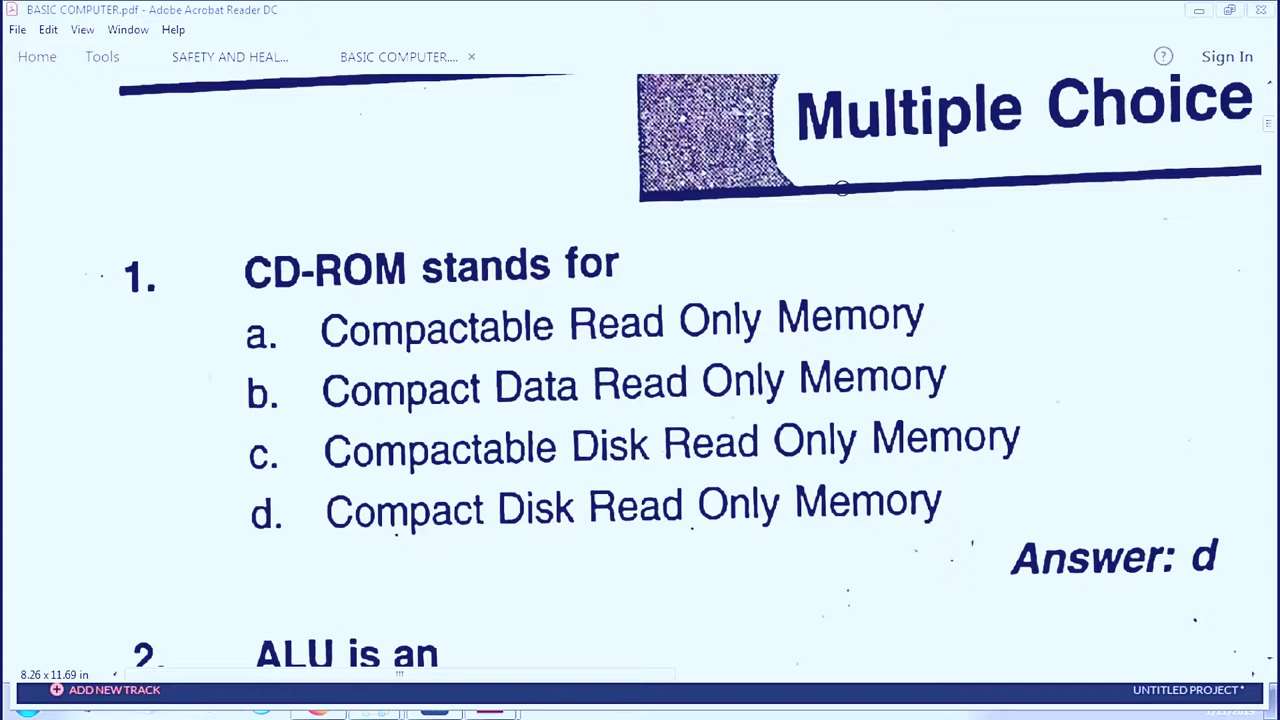 BASIC COMPUTER.pdf - Adobe Acrobat Reader DC
File Edit View Window Help
Home Tools SAFETY AND HEAL... BASIC COMPUTER.... × ? Sign In
Multiple Choice
1. CD-ROM stands for
a. Compactable Read Only Memory
b. Compact Data Read Only Memory
c. Compactable Disk Read Only Memory
d. Compact Disk Read Only Memory
Answer: d
2. ALU is an
8.26 x 11.69 in
ADD NEW TRACK UNTITLED PROJECT *